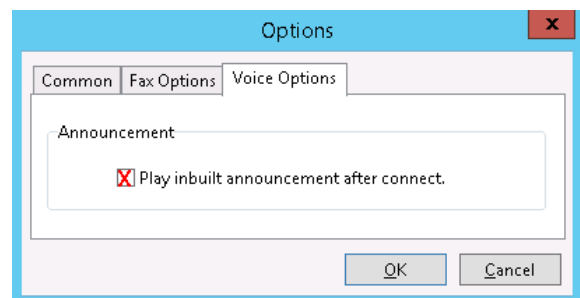 Options
x
Common Fax Options Voice Options
Announcement
X Play inbuilt announcement after connect.
OK Cancel